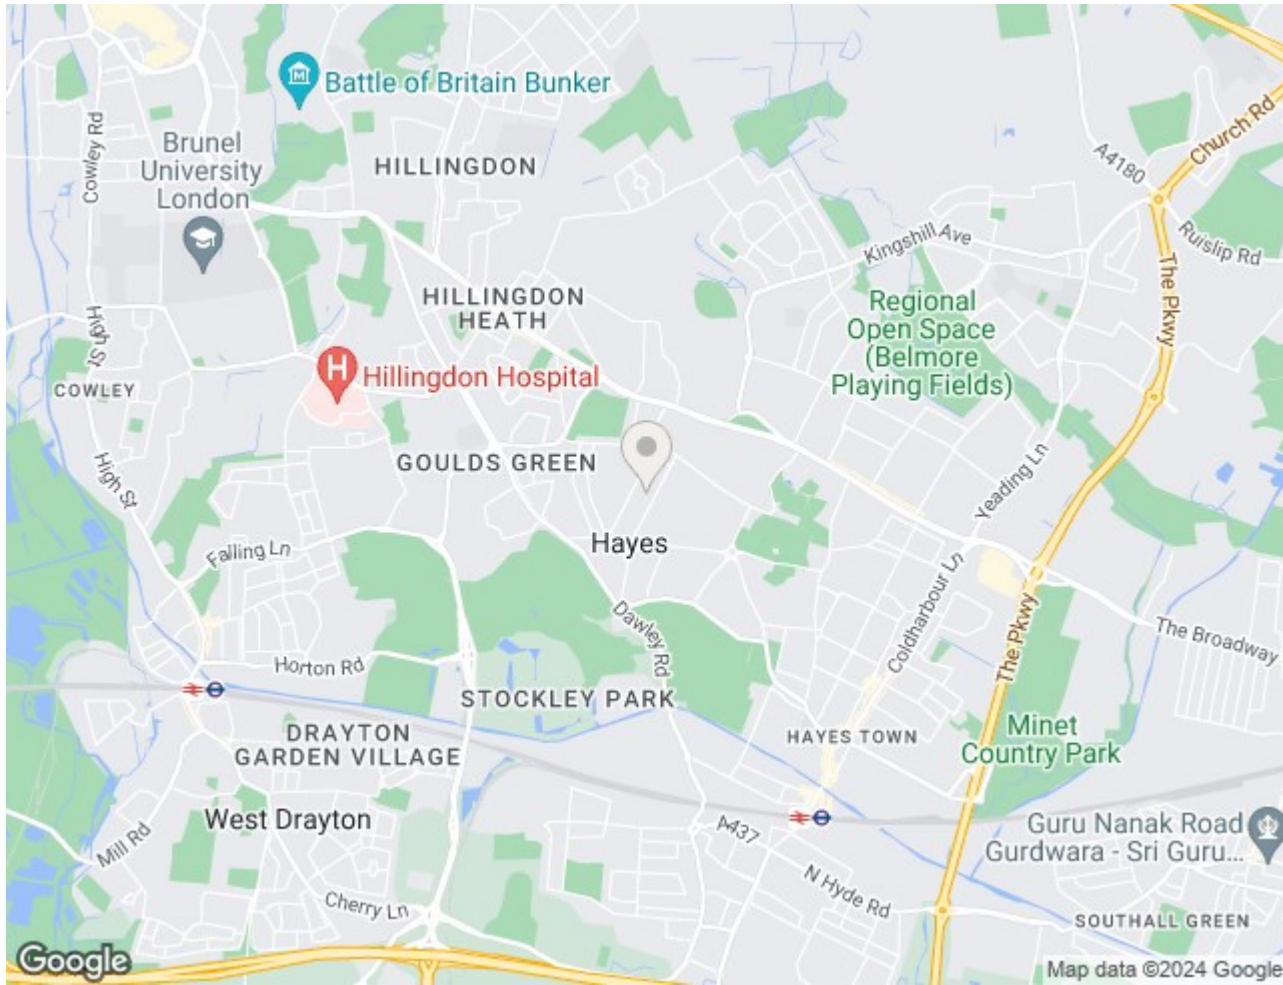 Battle of Britain Bunker
Cowley Rd
Brunel
University
London
HILLINGDON
Church Rd
A4180
Ruislip Rd
Kingshill Ave
The Pkwy
HILLINGDON
HEATH
Regional
Open Space
(Belmore
Playing Fields)
High St
H
Hillingdon Hospital
COWLEY
GOULDS GREEN
High St
Yeading Ln
Hayes
Falling Ln
Coldharbour Ln
Dawley Rd
The Pkwy
The Broadway
Horton Rd
STOCKLEY PARK
DRAYTON
GARDEN VILLAGE
HAYES TOWN
Minet
Country Park
West Drayton
Mill Rd
A437
Guru Nanak Road
Gurdwara - Sri Guru...
N Hyde Rd
Cherry Ln
SOUTHALL GREEN
Google
Map data ©2024 Google